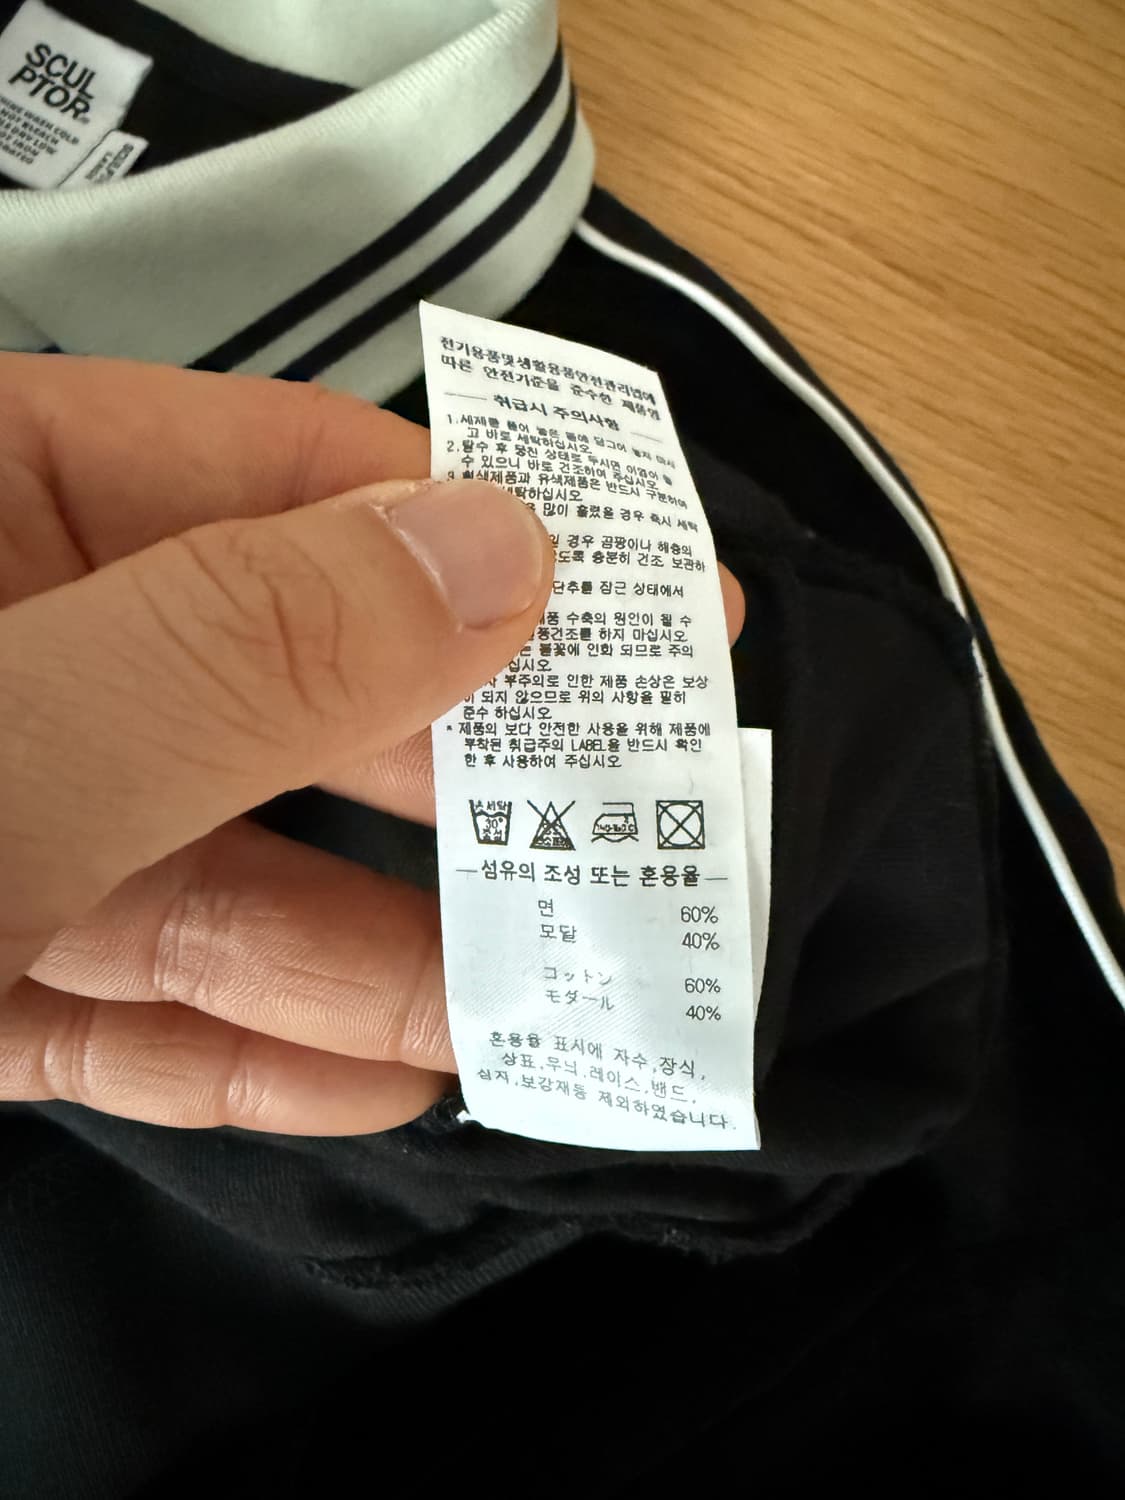 SCUL
PTOR
전기용품및생활용품안전관리법에
따른 안전기준을 준수한 제품임
취급시 주의사항
1.세제를 풀어 놓은 물에 담그어 놓지 마시
고 바로 세탁하십시오.
2.탈수 후 뭉친 상태로 두시면 이염이 될
수 있으니 바로 건조하여 주십시오.
흰색제품과 유색제품은 반드시 구분하여
세탁하십시오
많이 흘렸을 경우 즉시 세탁
경우 곰팡이나 해충의
충분히 건조 보관하
단추를 잠근 상태에서
수축의 원인이 될 수
하지 마십시오
불꽃에 인화 되므로 주의
십시오
부주의로 인한 제품 손상은 보상
되지 않으므로 위의 사항을 필히
준수 하십시오
* 제품의 보다 안전한 사용을 위해 제품에
부착된 취급주의 LABEL을 반드시 확인
한 후 사용하여 주십시오
30°
섬유의 조성 또는 혼용율
면 60%
모달 40%
コットン 60%
モダール 40%
혼용율 표시에 자수,장식,
상표,무늬,레이스,밴드,
심지,보강재등 제외하였습니다.